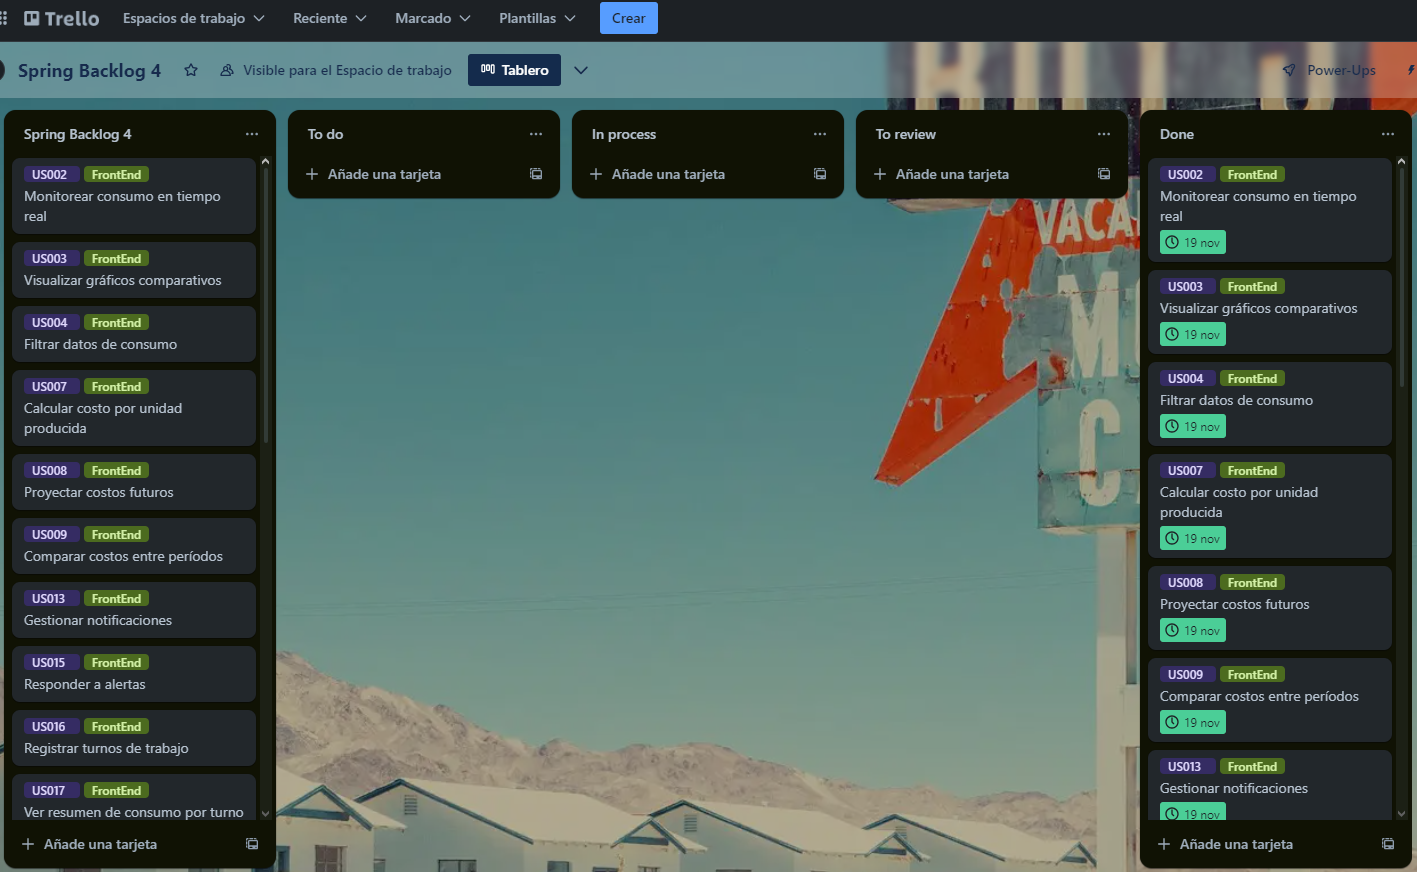 Trello
Espacios de trabajo
Reciente
Marcado
Plantillas
Crear
Spring Backlog 4
Visible para el Espacio de trabajo
Tablero
Power-Ups
Spring Backlog 4
US002 FrontEnd
Monitorear consumo en tiempo
real
US003 FrontEnd
Visualizar gráficos comparativos
US004 FrontEnd
Filtrar datos de consumo
US007 FrontEnd
Calcular costo por unidad
producida
US008 FrontEnd
Proyectar costos futuros
US009 FrontEnd
Comparar costos entre períodos
US013 FrontEnd
Gestionar notificaciones
US015 FrontEnd
Responder a alertas
US016 FrontEnd
Registrar turnos de trabajo
US017 FrontEnd
Ver resumen de consumo por turno
Añade una tarjeta
To do
Añade una tarjeta
In process
Añade una tarjeta
To review
Añade una tarjeta
Done
US002 FrontEnd
Monitorear consumo en tiempo
real
19 nov
US003 FrontEnd
Visualizar gráficos comparativos
19 nov
US004 FrontEnd
Filtrar datos de consumo
19 nov
US007 FrontEnd
Calcular costo por unidad
producida
19 nov
US008 FrontEnd
Proyectar costos futuros
19 nov
US009 FrontEnd
Comparar costos entre períodos
19 nov
US013 FrontEnd
Gestionar notificaciones
19 nov
Añade una tarjeta